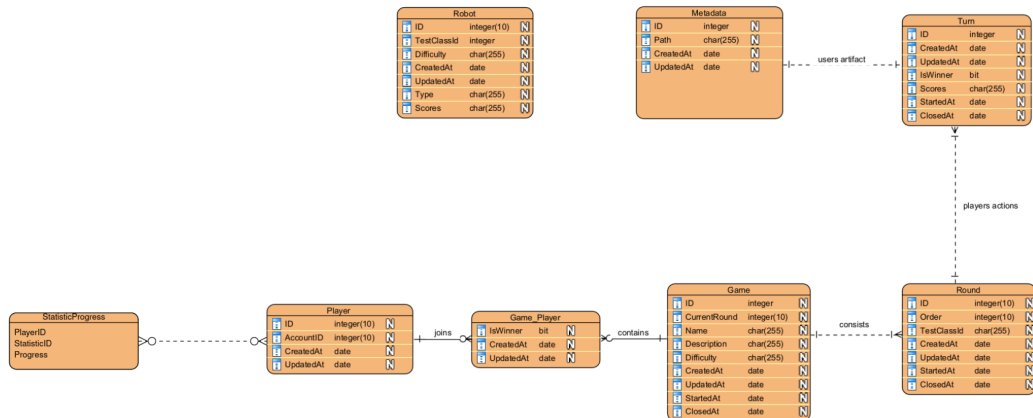 Robot
ID integer(10) N
TestClassId integer N
Difficulty char(255) N
CreatedAt date N
UpdatedAt date N
Type char(255) N
Scores char(255) N
Metadata
ID integer N
Path char(255) N
CreatedAt date N
UpdatedAt date N
users artifact
Turn
ID integer N
CreatedAt date N
UpdatedAt date N
IsWinner bit N
Scores char(255) N
StartedAt date N
ClosedAt date N
players actions
StatisticProgress
PlayerID
StatisticID
Progress
Player
ID integer(10) N
AccountID integer(10) N
CreatedAt date N
UpdatedAt date N
joins
Game_Player
IsWinner bit N
CreatedAt date N
UpdatedAt date N
contains
Game
ID integer N
CurrentRound integer(10) N
Name char(255) N
Description char(255) N
Difficulty char(255) N
CreatedAt date N
UpdatedAt date N
StartedAt date N
ClosedAt date N
consists
Round
ID integer(10) N
Order integer(10) N
TestClassId char(255) N
CreatedAt date N
UpdatedAt date N
StartedAt date N
ClosedAt date N